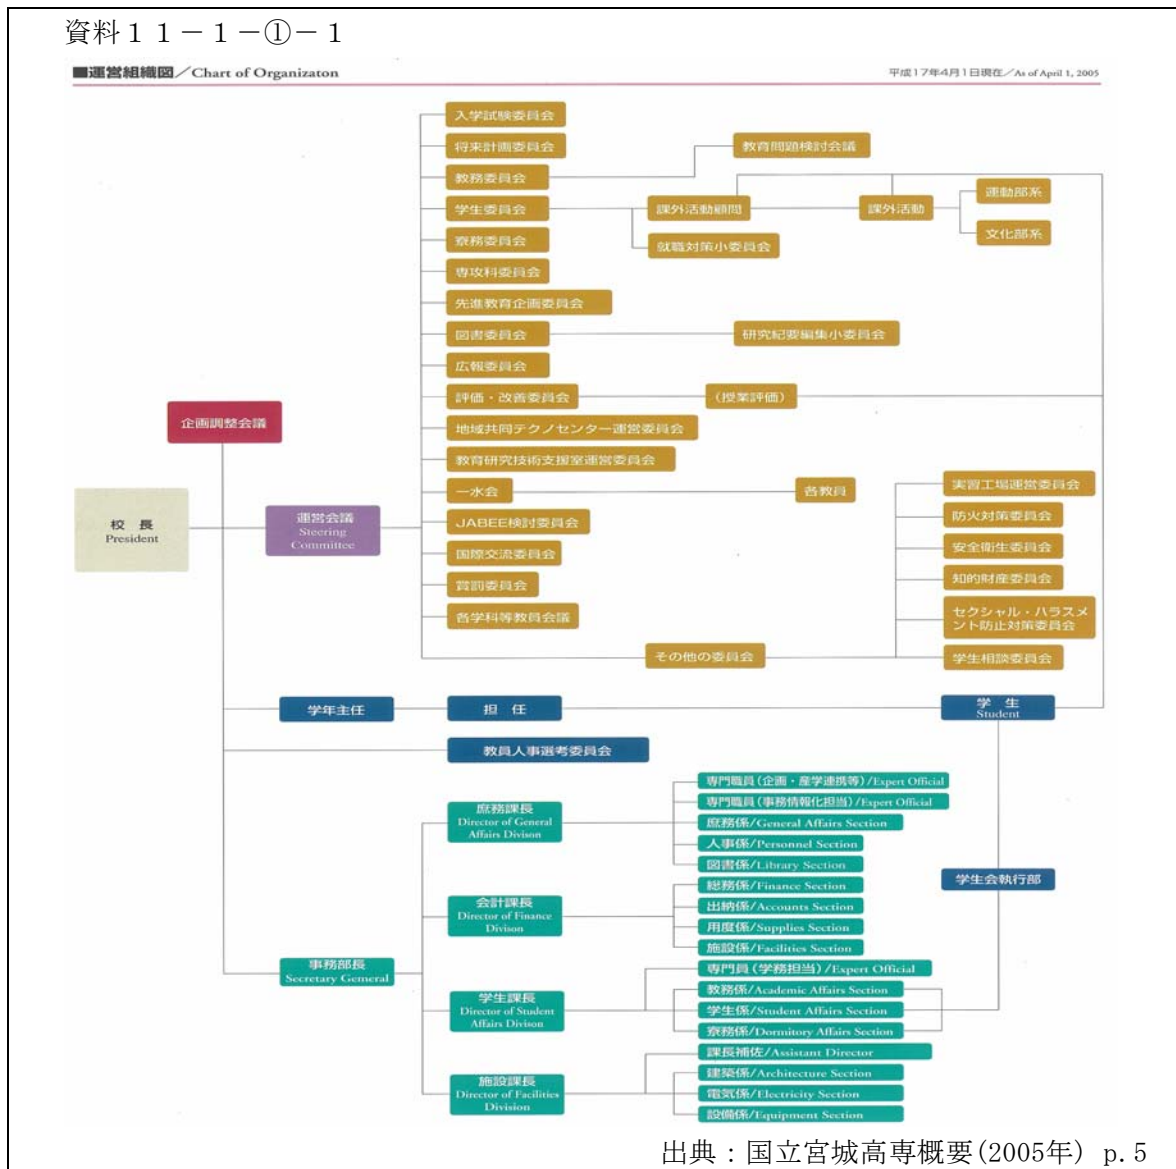 資料11-1-①-1
■運営組織図/Chart of Organizaton
平成17年4月1日現在/As of April 1, 2005
入学試験委員会
将来計画委員会
教務委員会
教育問題検討会議
学生委員会
課外活動顧問
課外活動
運動部系
文化部系
就職対策小委員会
寮務委員会
専攻科委員会
先進教育企画委員会
図書委員会
研究紀要編集小委員会
広報委員会
評価・改善委員会
(授業評価)
地域共同テクノセンター運営委員会
教育研究技術支援室運営委員会
一水会
各教員
JABEE検討委員会
国際交流委員会
賞罰委員会
各学科等教員会議
その他の委員会
実習工場運営委員会
防火対策委員会
安全衛生委員会
知的財産委員会
セクシャル・ハラスメ
ント防止対策委員会
学生相談委員会
企画調整会議
校 長
President
運営会議
Steering
Committee
学年主任
担 任
学 生
Student
教員人事選考委員会
学生会執行部
事務部長
Secretary Gemeral
庶務課長
Director of General
Affairs Divison
専門職員(企画・産学連携等)/Expert Official
専門職員(事務情報化担当)/Expert Official
庶務係/General Affairs Section
人事係/Personnel Section
図書係/Library Section
会計課長
Director of Finance
Divison
総務係/Finance Section
出納係/Accounts Section
用度係/Supplies Section
施設係/Facilities Section
学生課長
Director of Student
Affairs Divison
専門員(学務担当)/Expert Official
教務係/Academic Affairs Section
学生係/Student Affairs Section
寮務係/Dormitory Affairs Section
施設課長
Director of Facilities
Division
課長補佐/Assistant Director
建築係/Architecture Section
電気係/Electricity Section
設備係/Equipment Section
出典：国立宮城高専概要(2005年) p.5